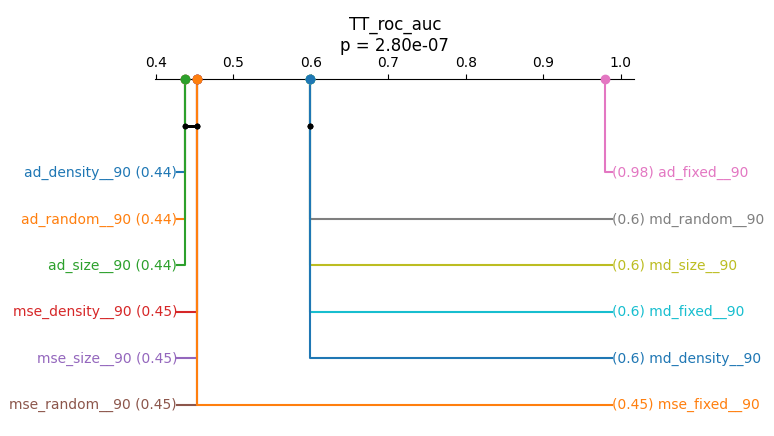 TT_roc_auc
p = 2.80e-07
0.4 0.5 0.6 0.7 0.8 0.9 1.0
ad_density__90 (0.44)
(0.98) ad_fixed__90
ad_random__90 (0.44)
(0.6) md_random__90
ad_size__90 (0.44)
(0.6) md_size__90
mse_density__90 (0.45)
(0.6) md_fixed__90
mse_size__90 (0.45)
(0.6) md_density__90
mse_random__90 (0.45)
(0.45) mse_fixed__90